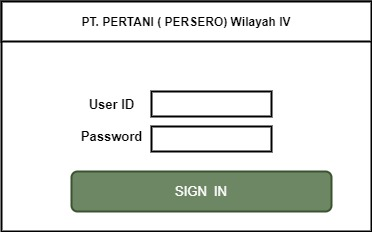 PT. PERTANI ( PERSERO) Wilayah IV
User ID
Password
SIGN IN